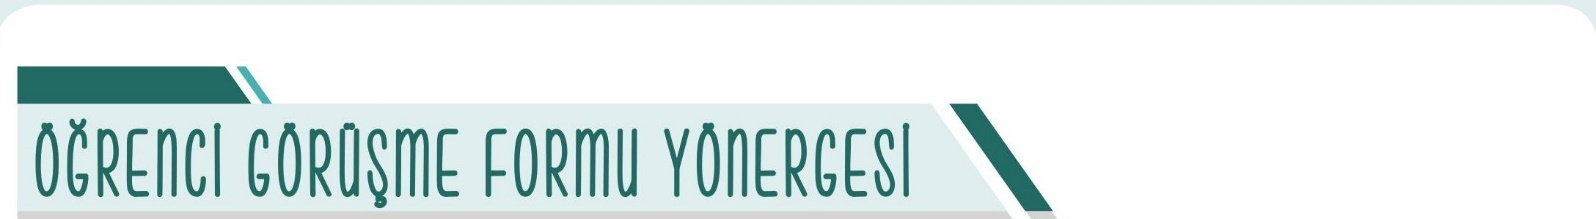 ÖĞRENCİ GÖRÜŞME FORMU YÖNERGESİ